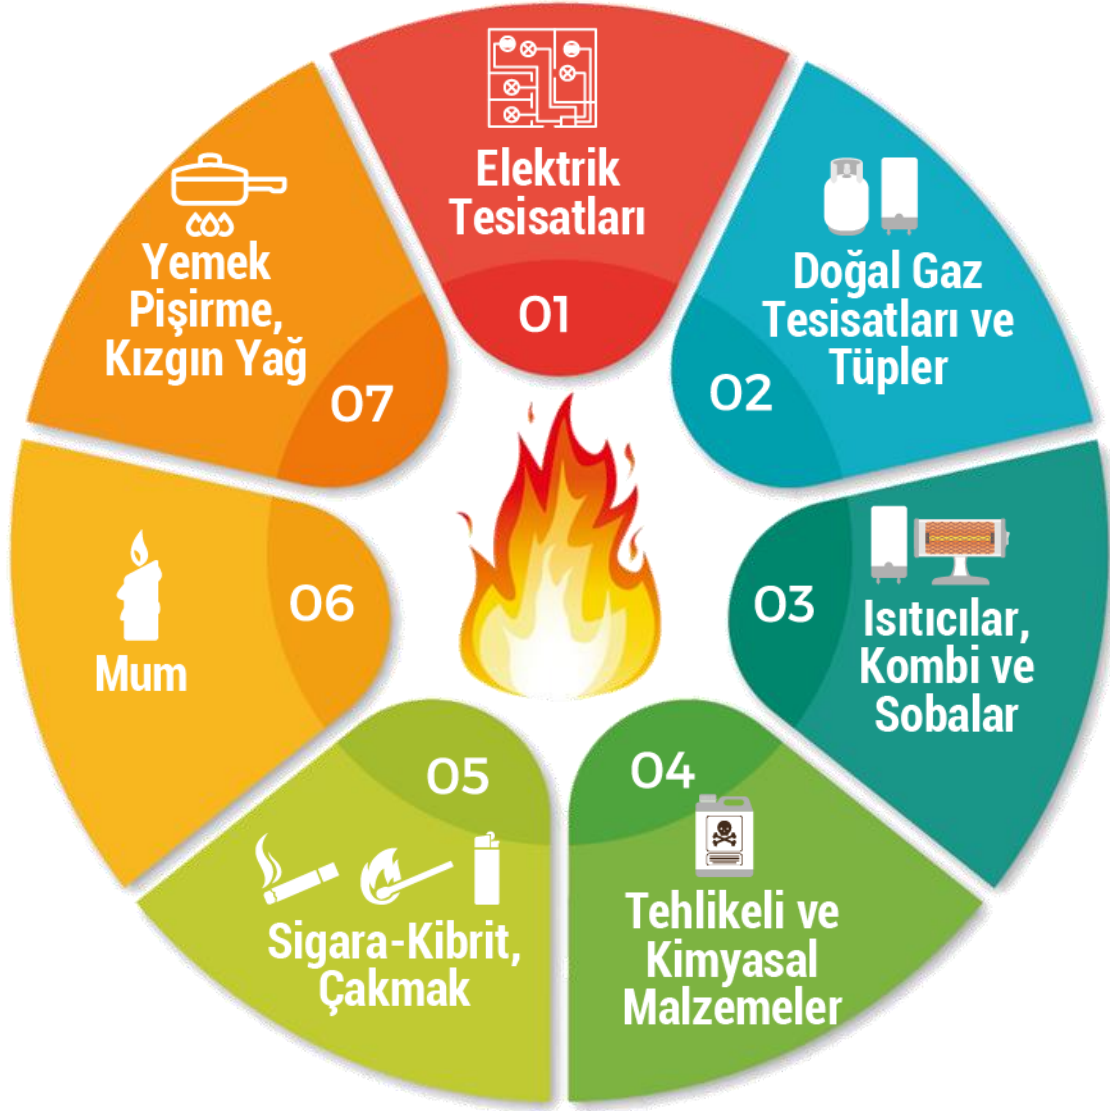 Elektrik
Tesisatları
01
Doğal Gaz
Tesisatları ve
Tüpler
02
03
Isıtıcılar,
Kombi ve
Sobalar
04
Tehlikeli ve
Kimyasal
Malzemeler
05
Sigara-Kibrit,
Çakmak
06
Mum
Yemek
Pişirme,
Kızgın Yağ
07